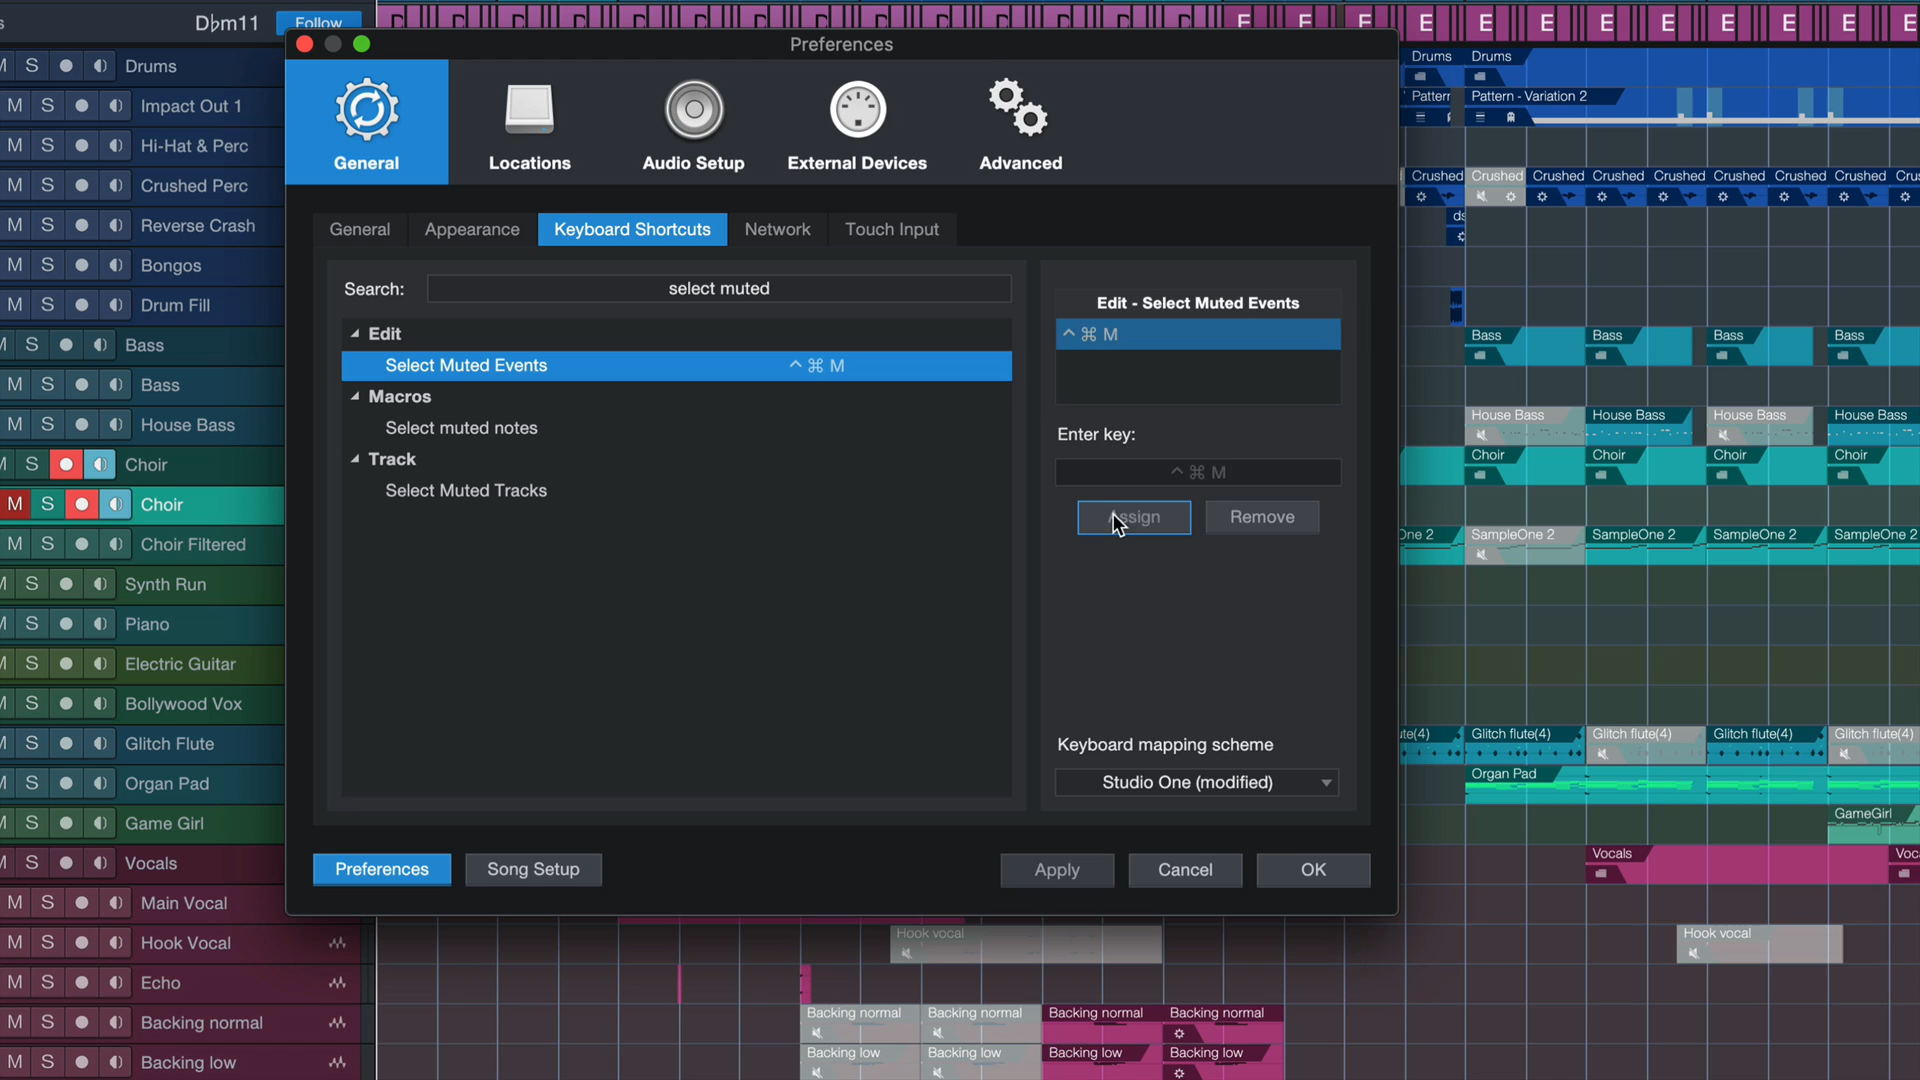 D♭m11
Follow
Preferences
General
Locations
Audio Setup
External Devices
Advanced
General
Appearance
Keyboard Shortcuts
Network
Touch Input
Search:
select muted
Edit
Select Muted Events
^ ⌘ M
Macros
Select muted notes
Track
Select Muted Tracks
Edit - Select Muted Events
^ ⌘ M
Enter key:
^ ⌘ M
Assign
Remove
Keyboard mapping scheme
Studio One (modified)
Preferences
Song Setup
Apply
Cancel
OK
S Drums
M S Impact Out 1
M S Hi-Hat & Perc
M S Crushed Perc
M S Reverse Crash
M S Bongos
M S Drum Fill
S Bass
M S Bass
M S House Bass
S Choir
M S Choir
M S Choir Filtered
S Synth Run
S Piano
S Electric Guitar
S Bollywood Vox
S Glitch Flute
S Organ Pad
S Game Girl
S Vocals
M S Main Vocal
M S Hook Vocal
M S Echo
M S Backing normal
M S Backing low
E E E E E E E E E E E E
Drums Drums
Pattern - Variation 2
Crushed Crushed Crushed Crushed Crushed Crushed Crushed Crushed
Bass Bass Bass Bass
House Bass House Bass House Bass House Bass
Choir Choir Choir Choir
One 2 SampleOne 2 SampleOne 2 SampleOne 2 SampleOne 2
Glitch flute(4) Glitch flute(4) Glitch flute(4) Glitch flute(4)
Organ Pad
GameGirl
Vocals
Hook vocal Hook vocal
Backing normal Backing normal Backing normal Backing normal
Backing low Backing low Backing low Backing low